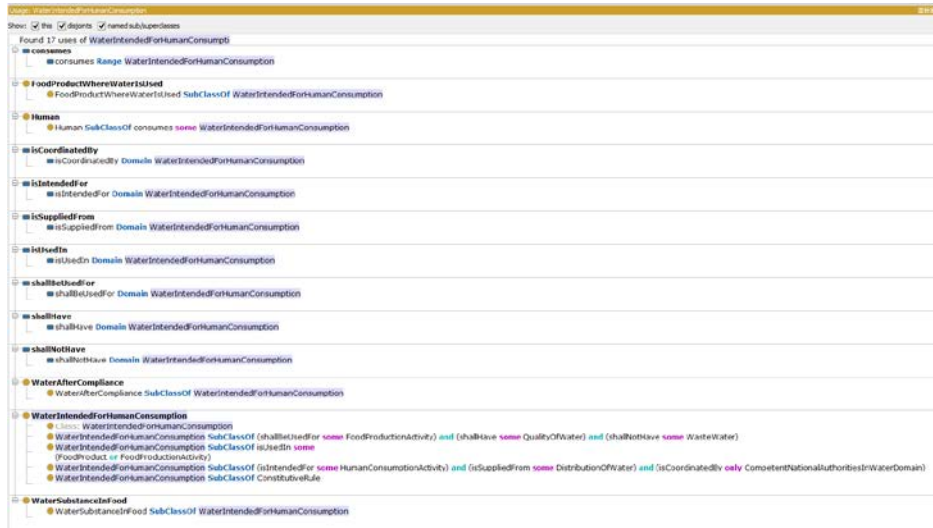 Usage: WaterIntendedForHumanConsumption
Show: this disjoints named sub/superclasses
Found 17 uses of WaterIntendedForHumanConsumpti
consumes
consumes Range WaterIntendedForHumanConsumption
FoodProductWhereWaterIsUsed
FoodProductWhereWaterIsUsed SubClassOf WaterIntendedForHumanConsumption
Human
Human SubClassOf consumes some WaterIntendedForHumanConsumption
isCoordinatedBy
isCoordinatedBy Domain WaterIntendedForHumanConsumption
isIntendedFor
isIntendedFor Domain WaterIntendedForHumanConsumption
isSuppliedFrom
isSuppliedFrom Domain WaterIntendedForHumanConsumption
isUsedIn
isUsedIn Domain WaterIntendedForHumanConsumption
shallBeUsedFor
shallBeUsedFor Domain WaterIntendedForHumanConsumption
shallHave
shallHave Domain WaterIntendedForHumanConsumption
shallNotHave
shallNotHave Domain WaterIntendedForHumanConsumption
WaterAfterCompliance
WaterAfterCompliance SubClassOf WaterIntendedForHumanConsumption
WaterIntendedForHumanConsumption
Class: WaterIntendedForHumanConsumption
WaterIntendedForHumanConsumption SubClassOf (shallBeUsedFor some FoodProductionActivity) and (shallHave some QualityOfWater) and (shallNotHave some WasteWater)
WaterIntendedForHumanConsumption SubClassOf isUsedIn some
(FoodProduct or FoodProductionActivity)
WaterIntendedForHumanConsumption SubClassOf (isIntendedFor some HumanConsumptionActivity) and (isSuppliedFrom some DistributionOfWater) and (isCoordinatedBy only CompetentNationalAuthoritiesInWaterDomain)
WaterIntendedForHumanConsumption SubClassOf ConstitutiveRule
WaterSubstanceInFood
WaterSubstanceInFood SubClassOf WaterIntendedForHumanConsumption